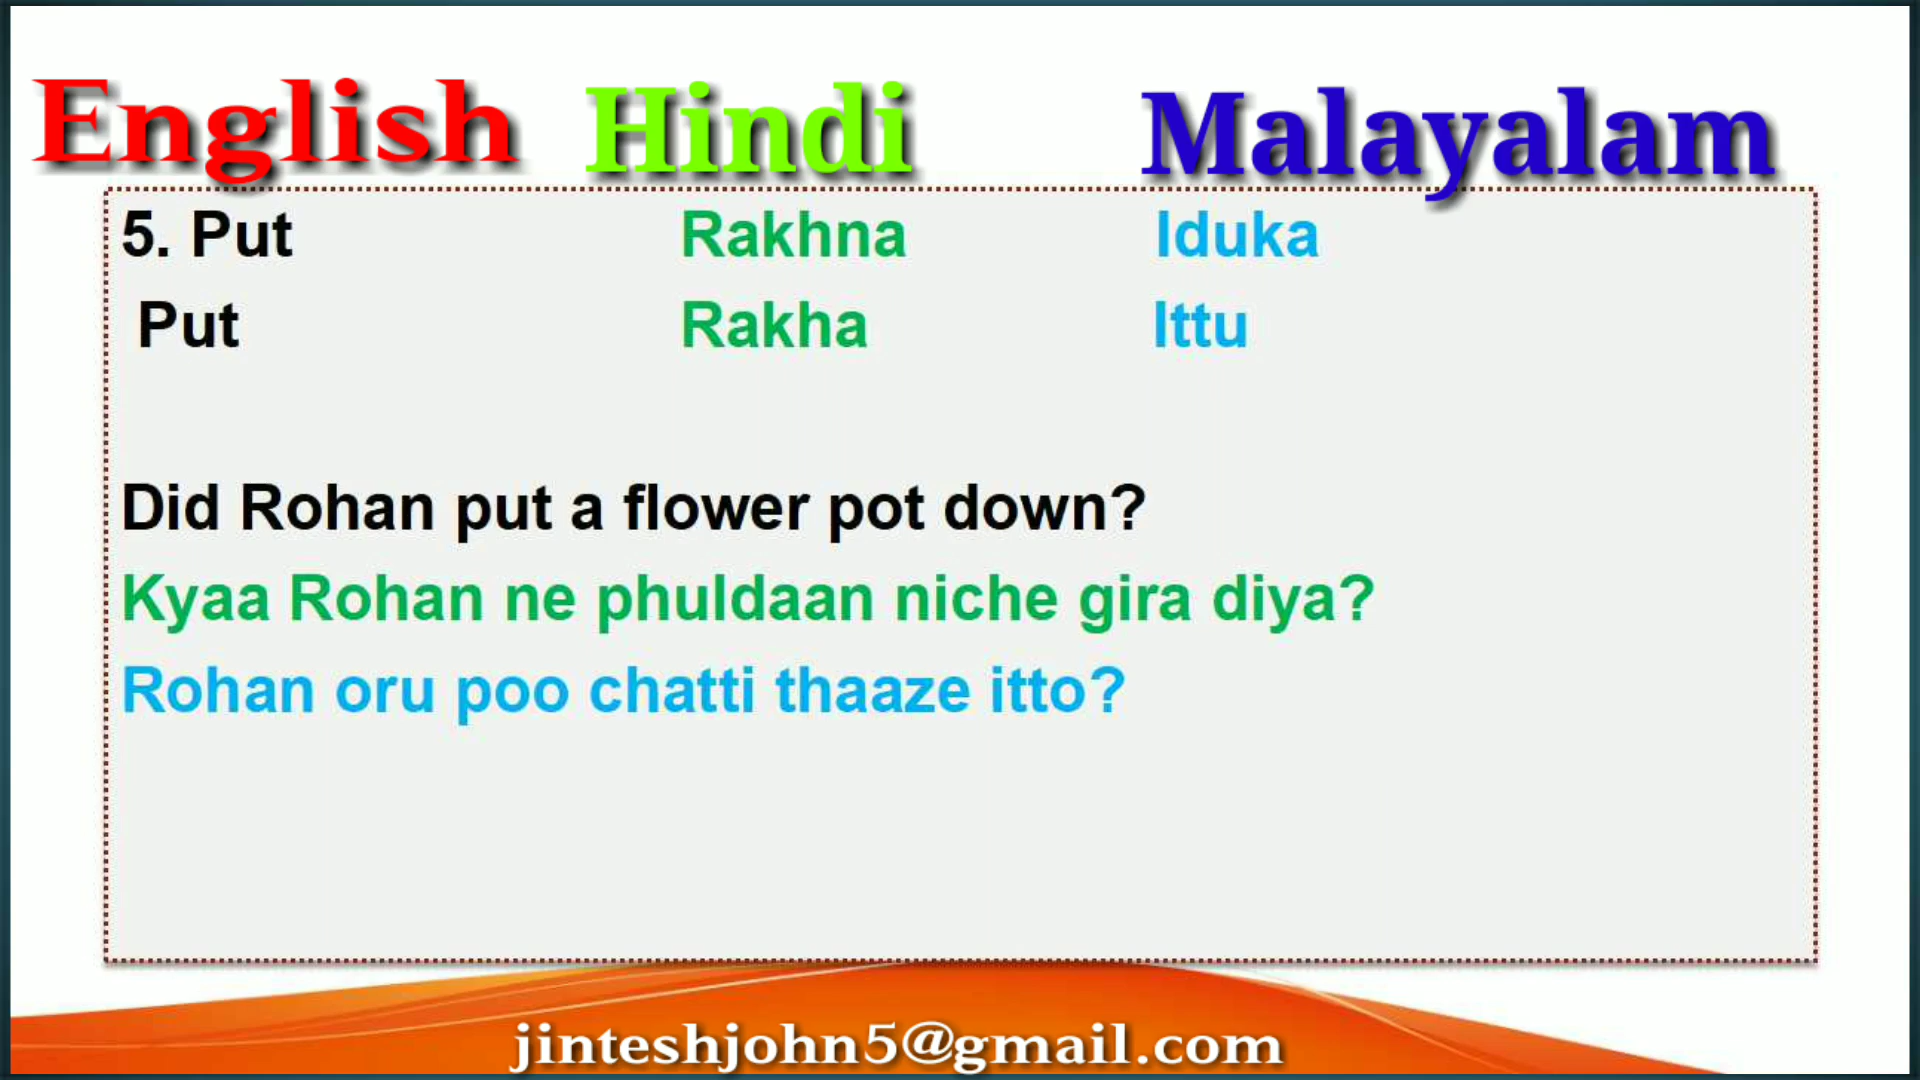 English Hindi Malayalam
5. Put Rakhna Iduka
Put Rakha Ittu
Did Rohan put a flower pot down?
Kyaa Rohan ne phuldaan niche gira diya?
Rohan oru poo chatti thaaze itto?
jinteshjohn5@gmail.com